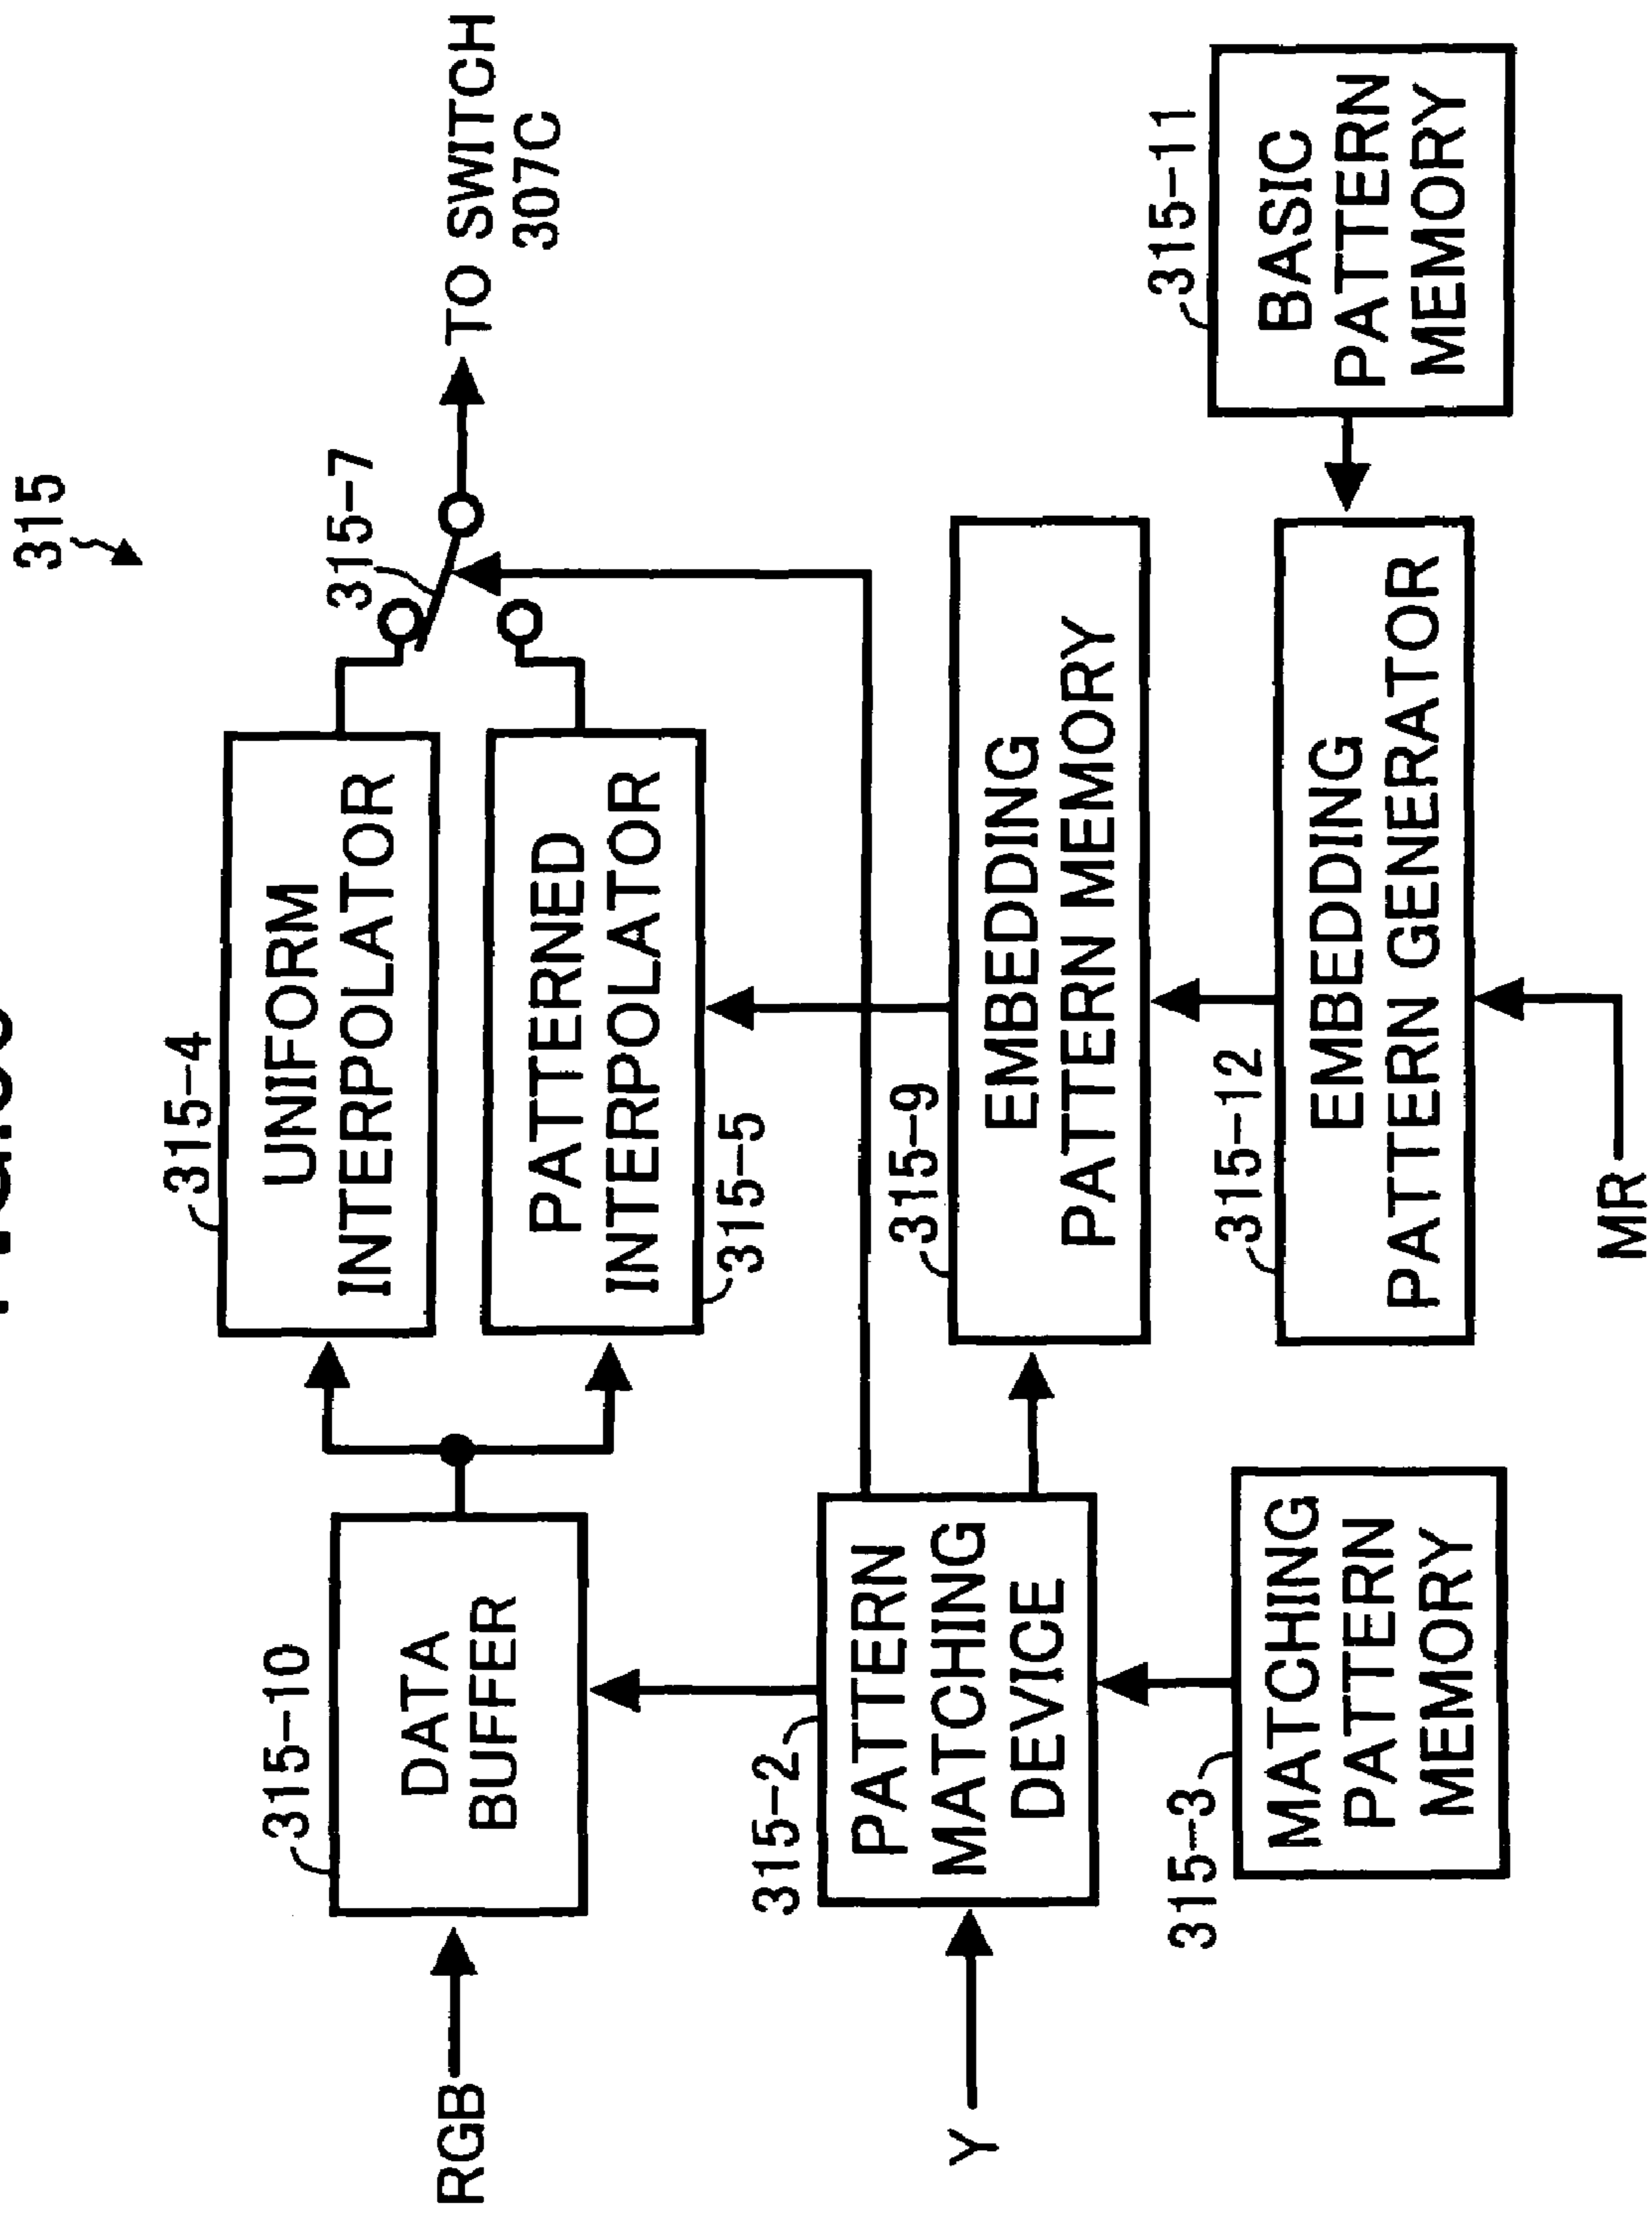 315
315-4
UNIFORM
INTERPOLATOR
315-7
TO SWITCH
307C
315-10
DATA
BUFFER
RGB
PATTERNED
INTERPOLATOR
315-5
315-2
PATTERN
MATCHING
DEVICE
Y
315-9
EMBEDDING
PATTERN MEMORY
315-11
BASIC
PATTERN
MEMORY
315-3
MATCHING
PATTERN
MEMORY
315-12
EMBEDDING
PATTERN GENERATOR
MR